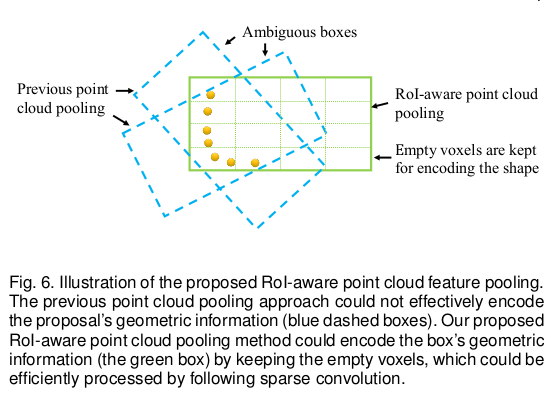 Ambiguous boxes
Previous point
cloud pooling
RoI-aware point cloud
pooling
Empty voxels are kept
for encoding the shape
Fig. 6. Illustration of the proposed RoI-aware point cloud feature pooling.
The previous point cloud pooling approach could not effectively encode
the proposal's geometric information (blue dashed boxes). Our proposed
RoI-aware point cloud pooling method could encode the box's geometric
information (the green box) by keeping the empty voxels, which could be
efficiently processed by following sparse convolution.